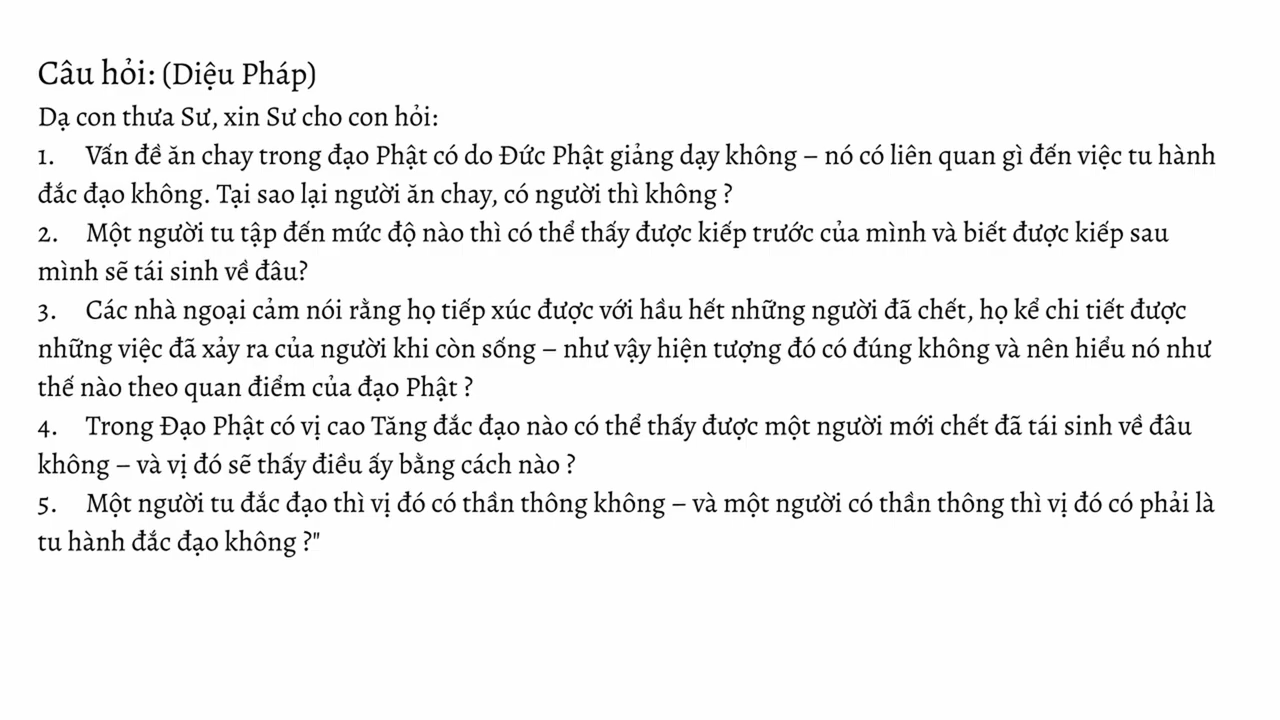 Câu hỏi: (Diệu Pháp)
Dạ con thưa Sư, xin Sư cho con hỏi:
1. Vấn đề ăn chay trong đạo Phật có do Đức Phật giảng dạy không – nó có liên quan gì đến việc tu hành
đắc đạo không. Tại sao lại người ăn chay, có người thì không ?
2. Một người tu tập đến mức độ nào thì có thể thấy được kiếp trước của mình và biết được kiếp sau
mình sẽ tái sinh về đâu?
3. Các nhà ngoại cảm nói rằng họ tiếp xúc được với hầu hết những người đã chết, họ kể chi tiết được
những việc đã xảy ra của người khi còn sống – như vậy hiện tượng đó có đúng không và nên hiểu nó như
thế nào theo quan điểm của đạo Phật ?
4. Trong Đạo Phật có vị cao Tăng đắc đạo nào có thể thấy được một người mới chết đã tái sinh về đâu
không – và vị đó sẽ thấy điều ấy bằng cách nào ?
5. Một người tu đắc đạo thì vị đó có thần thông không – và một người có thần thông thì vị đó có phải là
tu hành đắc đạo không ?"